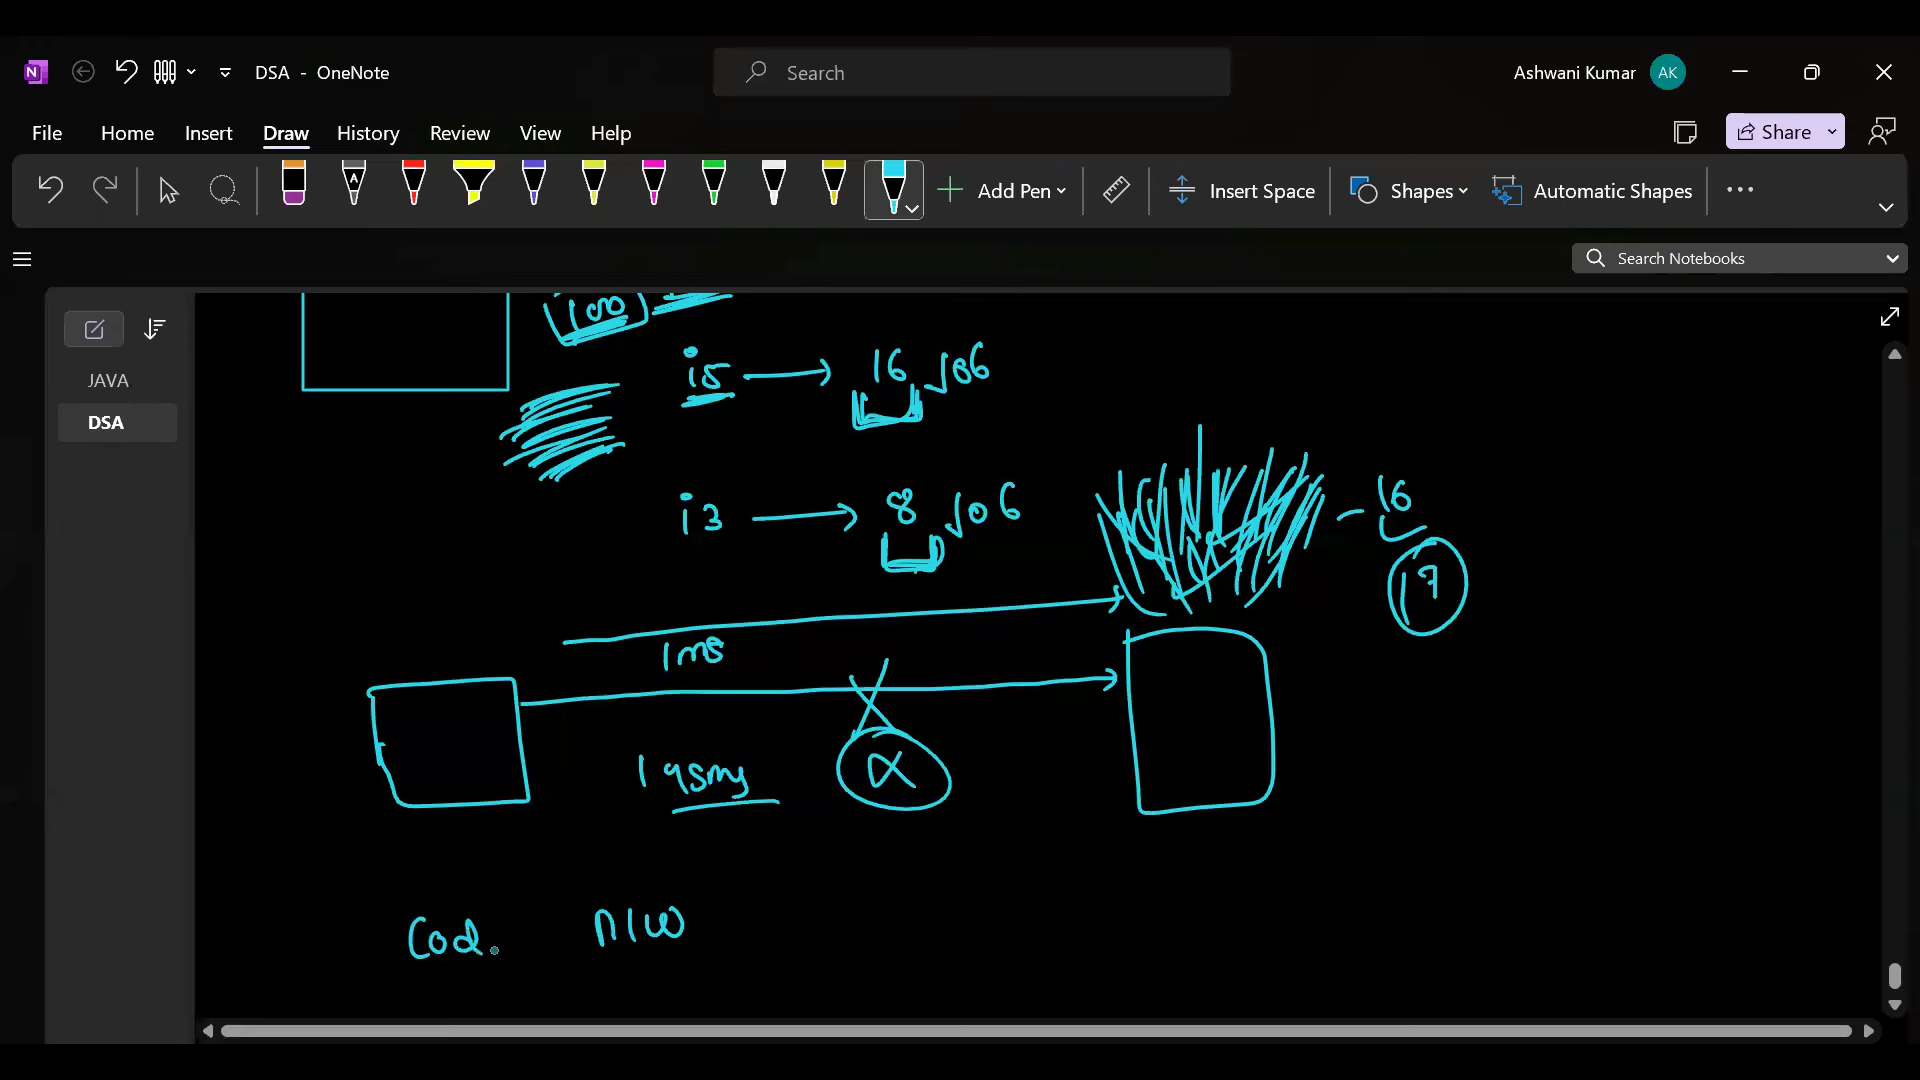 DSA - OneNote
Search
Ashwani Kumar
AK
File Home Insert Draw History Review View Help
Share
Add Pen
Insert Space
Shapes
Automatic Shapes
Search Notebooks
JAVA
DSA
100
i5 → 16
i3 → 8
16
17
1ms
α
Cod.